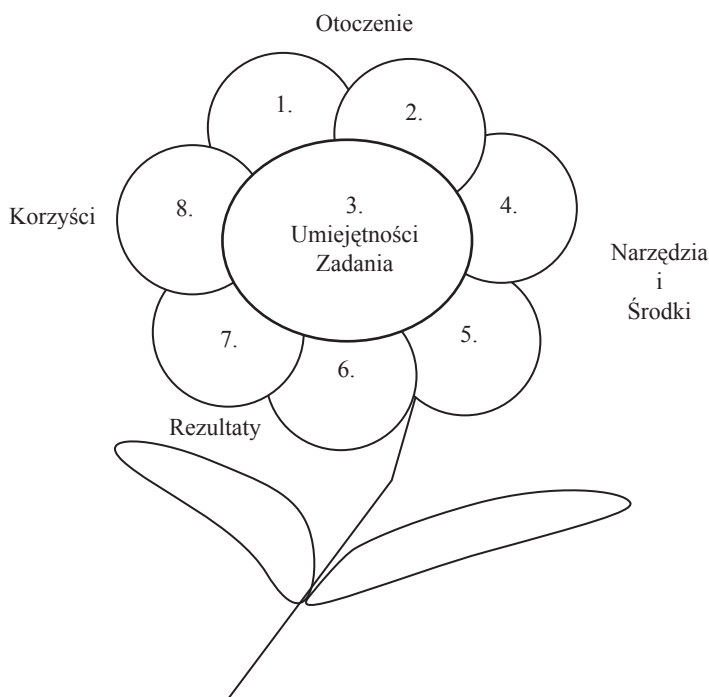 Otoczenie
1.
2.
Korzyści
8.
3.
Umiejętności
Zadania
4.
Narzędzia
i
Środki
7.
6.
5.
Rezultaty